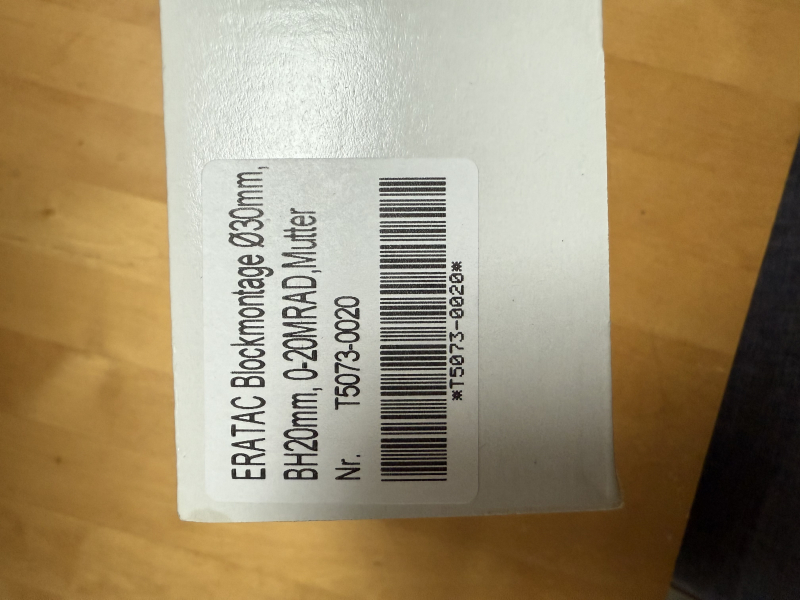 ERATAC Blockmontage Ø30mm,
BH20mm, 0-20MRAD,Mutter
Nr. T5073-0020
*T5073-0020*